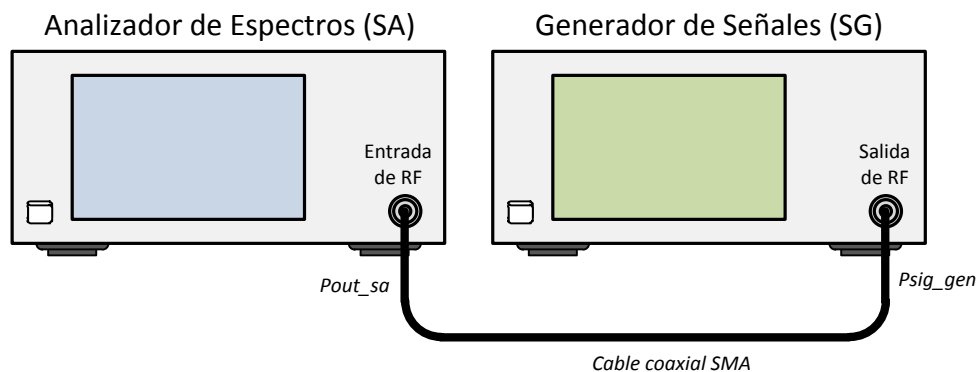 Analizador de Espectros (SA)
Generador de Señales (SG)
Entrada
de RF
Salida
de RF
Pout_sa
Psig_gen
Cable coaxial SMA